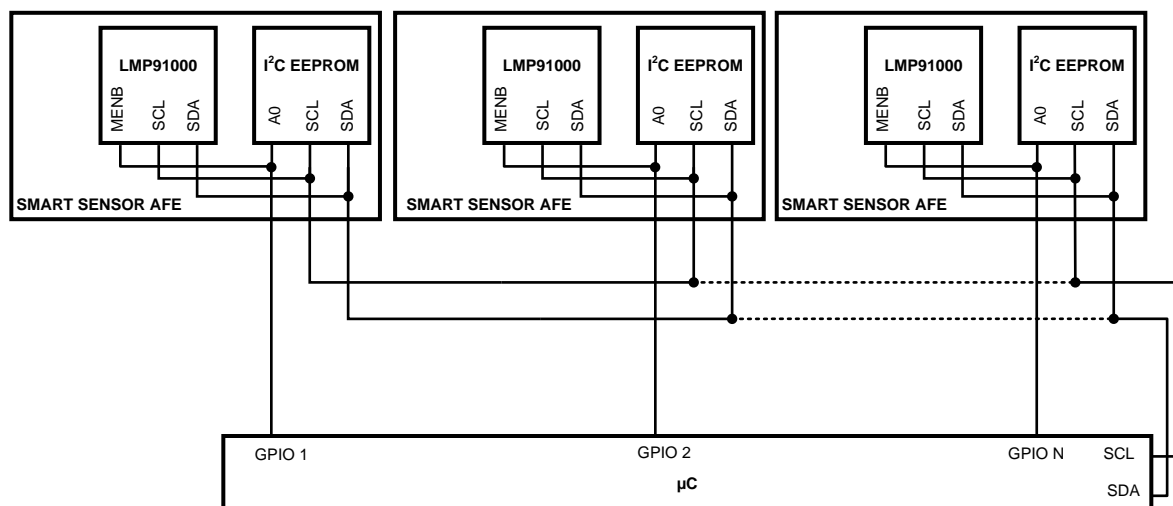 LMP91000
I²C EEPROM
MENB
SCL
SDA
A0
SCL
SDA
SMART SENSOR AFE
LMP91000
I²C EEPROM
MENB
SCL
SDA
A0
SCL
SDA
SMART SENSOR AFE
LMP91000
I²C EEPROM
MENB
SCL
SDA
A0
SCL
SDA
SMART SENSOR AFE
GPIO 1
GPIO 2
GPIO N
SCL
SDA
µC